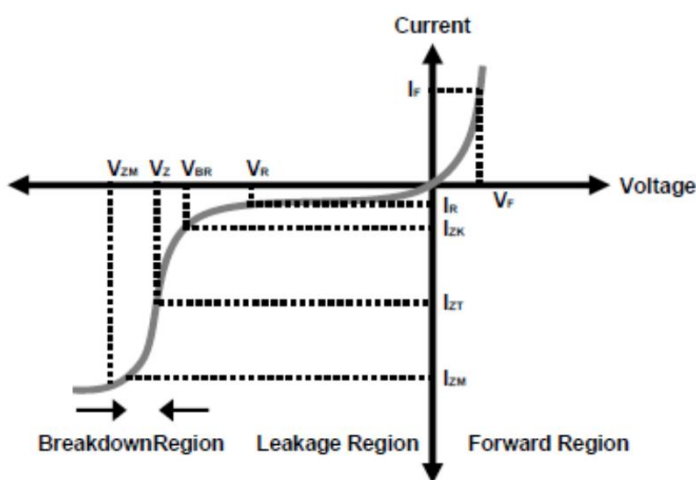 Current
IF
VZM VZ VBR VR
Voltage
IR
VF
IZK
IZT
IZM
BreakdownRegion Leakage Region Forward Region